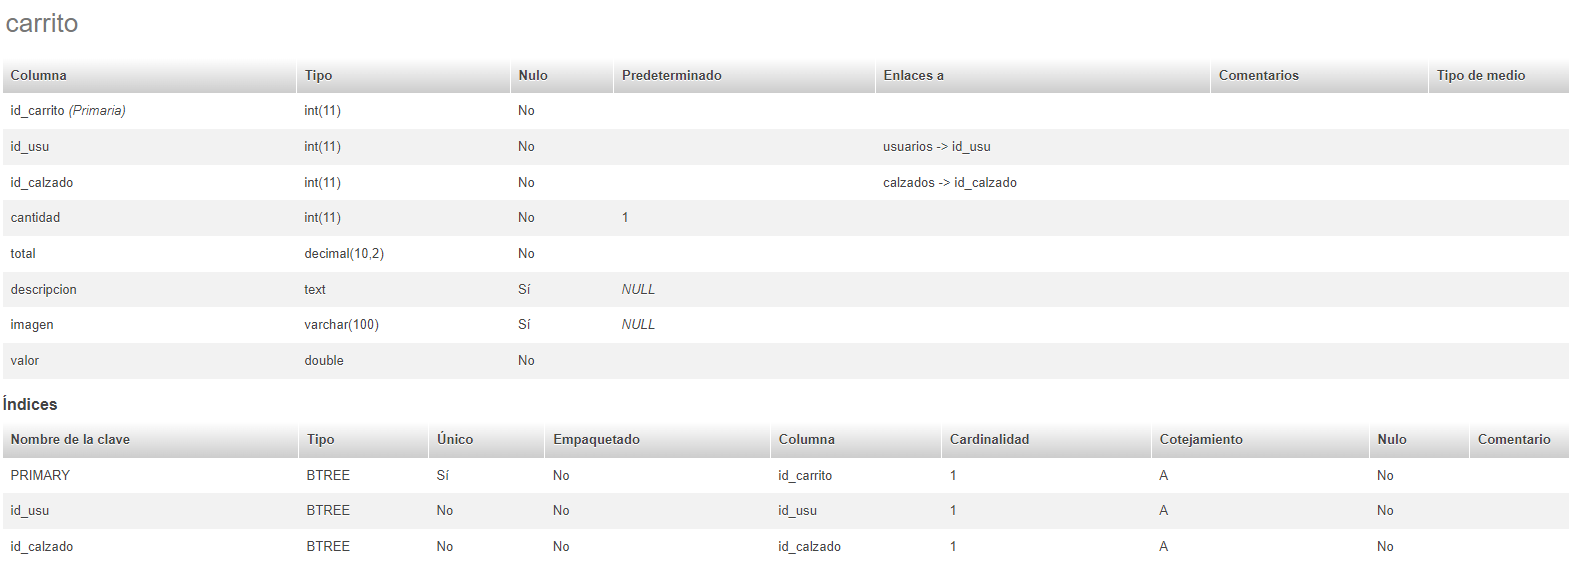 carrito
Columna Tipo Nulo Predeterminado Enlaces a Comentarios Tipo de medio
id_carrito (Primaria) int(11) No
id_usu int(11) No usuarios -> id_usu
id_calzado int(11) No calzados -> id_calzado
cantidad int(11) No 1
total decimal(10,2) No
descripcion text Sí NULL
imagen varchar(100) Sí NULL
valor double No
Índices
Nombre de la clave Tipo Único Empaquetado Columna Cardinalidad Cotejamiento Nulo Comentario
PRIMARY BTREE Sí No id_carrito 1 A No
id_usu BTREE No No id_usu 1 A No
id_calzado BTREE No No id_calzado 1 A No